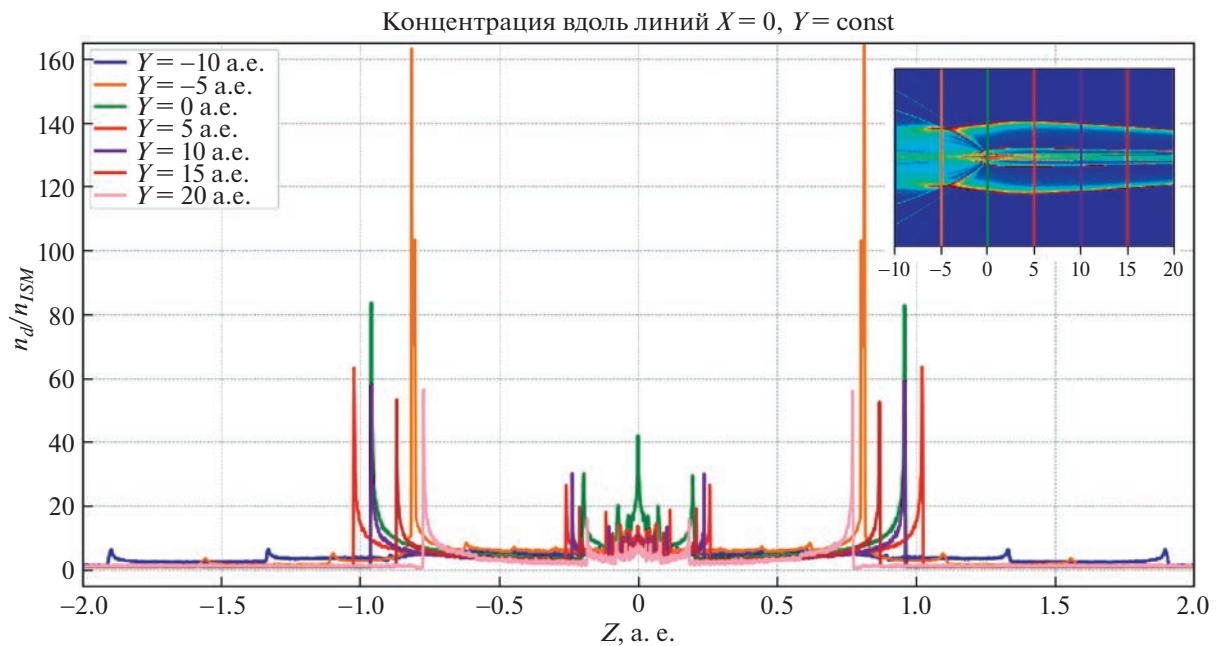 Концентрация вдоль линий X = 0, Y = const
160
140
120
100
80
60
40
20
0
n_d/n_ISM
Y = −10 а.е.
Y = −5 а.е.
Y = 0 а.е.
Y = 5 а.е.
Y = 10 а.е.
Y = 15 а.е.
Y = 20 а.е.
−10 −5 0 5 10 15 20
−2.0 −1.5 −1.0 −0.5 0 0.5 1.0 1.5 2.0
Z, а. е.